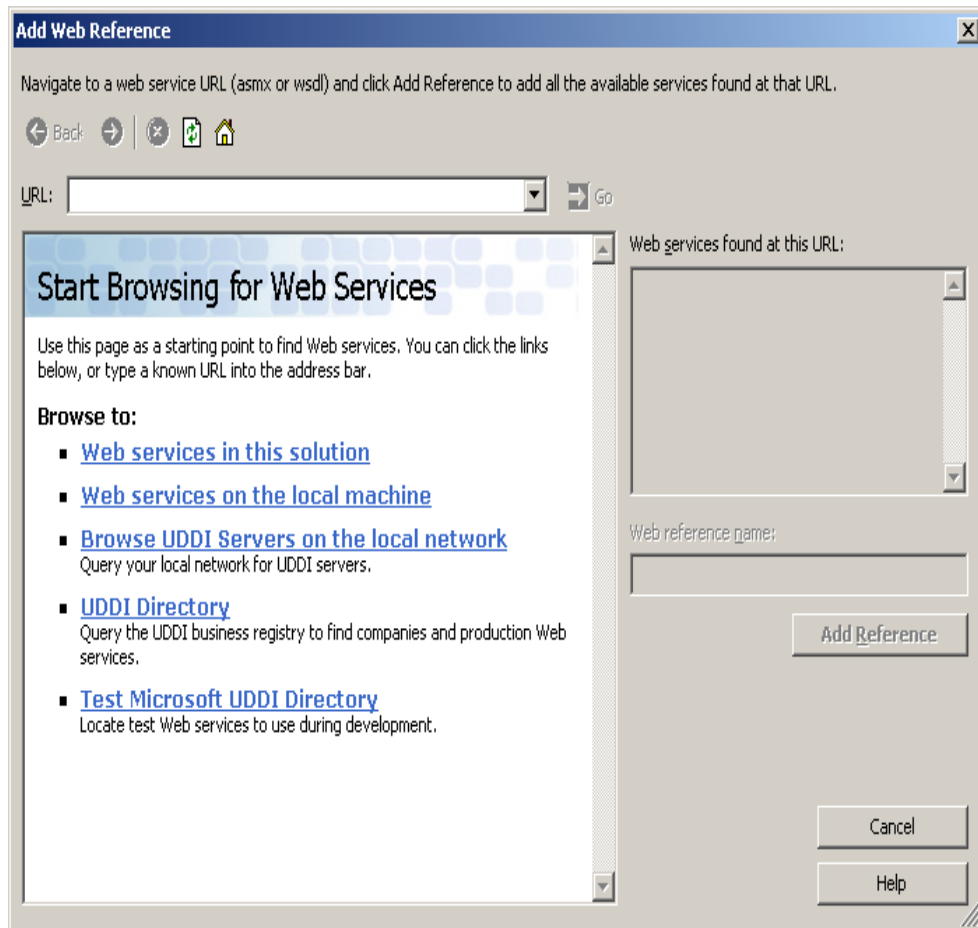 Add Web Reference
Navigate to a web service URL (asmx or wsdl) and click Add Reference to add all the available services found at that URL.
Back
URL:
Go
Start Browsing for Web Services
Use this page as a starting point to find Web services. You can click the links
below, or type a known URL into the address bar.
Browse to:
Web services in this solution
Web services on the local machine
Browse UDDI Servers on the local network
Query your local network for UDDI servers.
UDDI Directory
Query the UDDI business registry to find companies and production Web
services.
Test Microsoft UDDI Directory
Locate test Web services to use during development.
Web services found at this URL:
Web reference name:
Add Reference
Cancel
Help